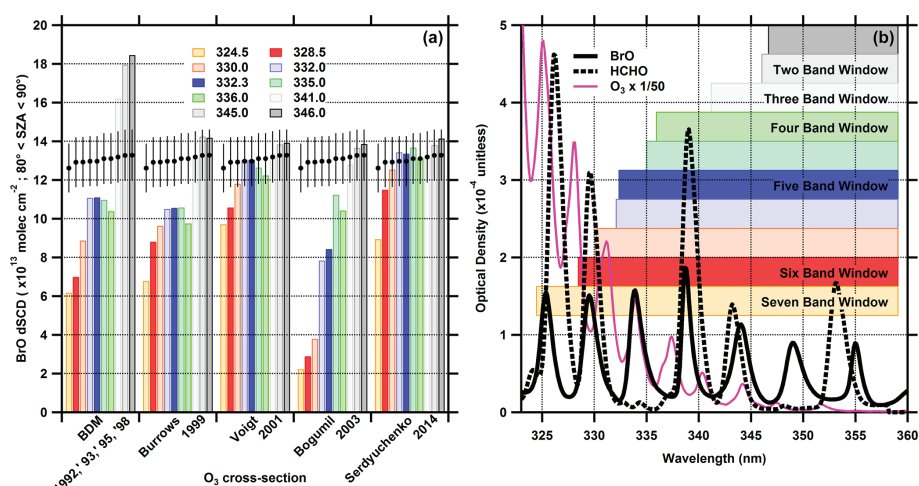 (a)
BrO dSCD ( x10^13 molec cm^-2 ; 80° < SZA < 90°)
20
18
16
14
12
10
8
6
4
2
0
324.5 328.5
330.0 332.0
332.3 335.0
336.0 341.0
345.0 346.0
BDM
1992,' 93,' 95, '98
Burrows
1999
Voigt
2001
Bogumil
2003
Serdyuchenko
2014
O3 cross-section
(b)
Optical Density (x10^-4 unitless)
5
4
3
2
1
0
BrO
HCHO
O3 x 1/50
Two Band Window
Three Band Window
Four Band Window
Five Band Window
Six Band Window
Seven Band Window
325 330 335 340 345 350 355 360
Wavelength (nm)